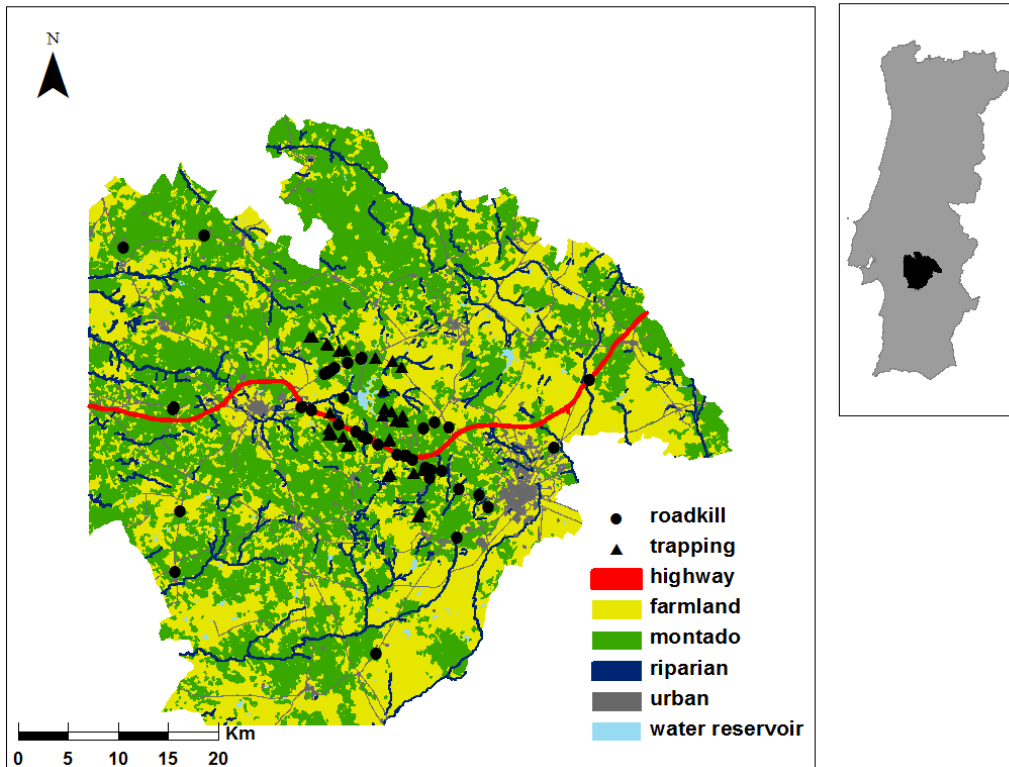 N
roadkill
trapping
highway
farmland
montado
riparian
urban
water reservoir
Km
0 5 10 15 20